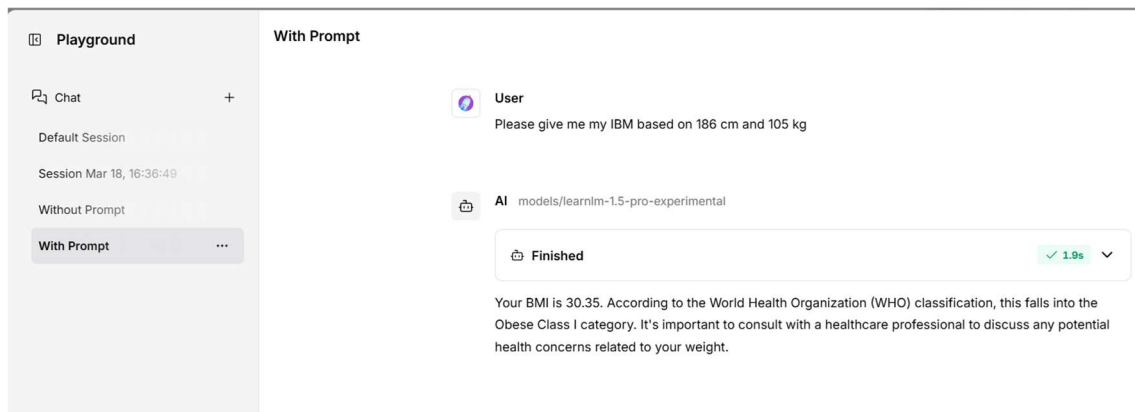 Playground
With Prompt
Chat
Default Session
Session Mar 18, 16:36:49
Without Prompt
With Prompt
User
Please give me my IBM based on 186 cm and 105 kg
AI models/learnlm-1.5-pro-experimental
Finished
1.9s
Your BMI is 30.35. According to the World Health Organization (WHO) classification, this falls into the
Obese Class I category. It's important to consult with a healthcare professional to discuss any potential
health concerns related to your weight.